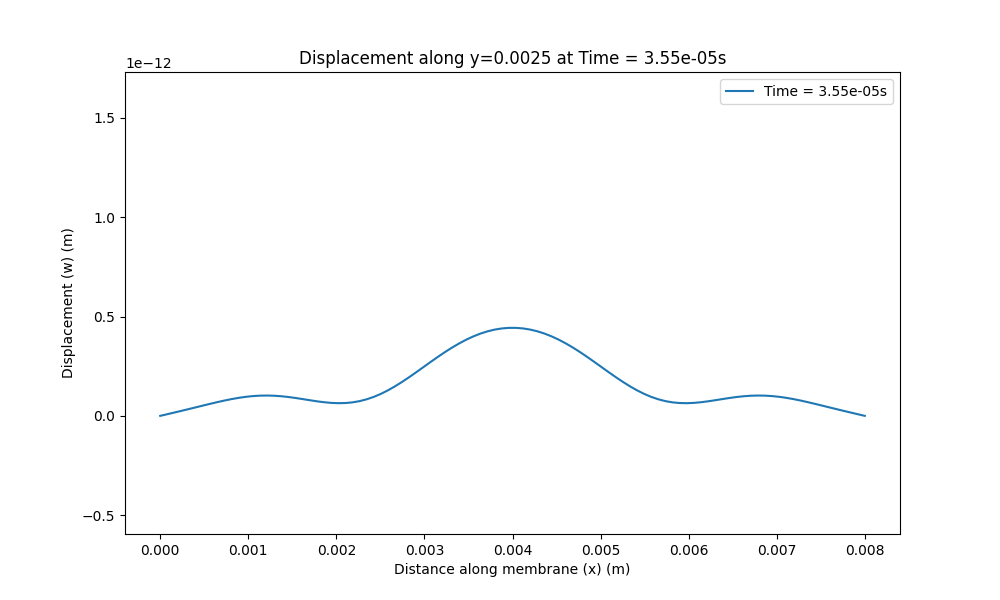 Displacement along y=0.0025 at Time = 3.55e-05s
1e−12
Time = 3.55e-05s
1.5
1.0
0.5
0.0
−0.5
Displacement (w) (m)
0.000 0.001 0.002 0.003 0.004 0.005 0.006 0.007 0.008
Distance along membrane (x) (m)